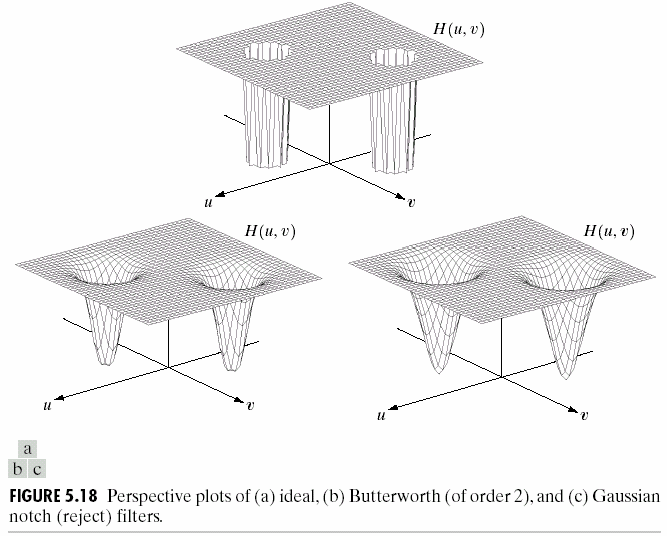 H(u, v)
u
v
H(u, v)
H(u, v)
u
v
u
v
a
b c
FIGURE 5.18 Perspective plots of (a) ideal, (b) Butterworth (of order 2), and (c) Gaussian
notch (reject) filters.